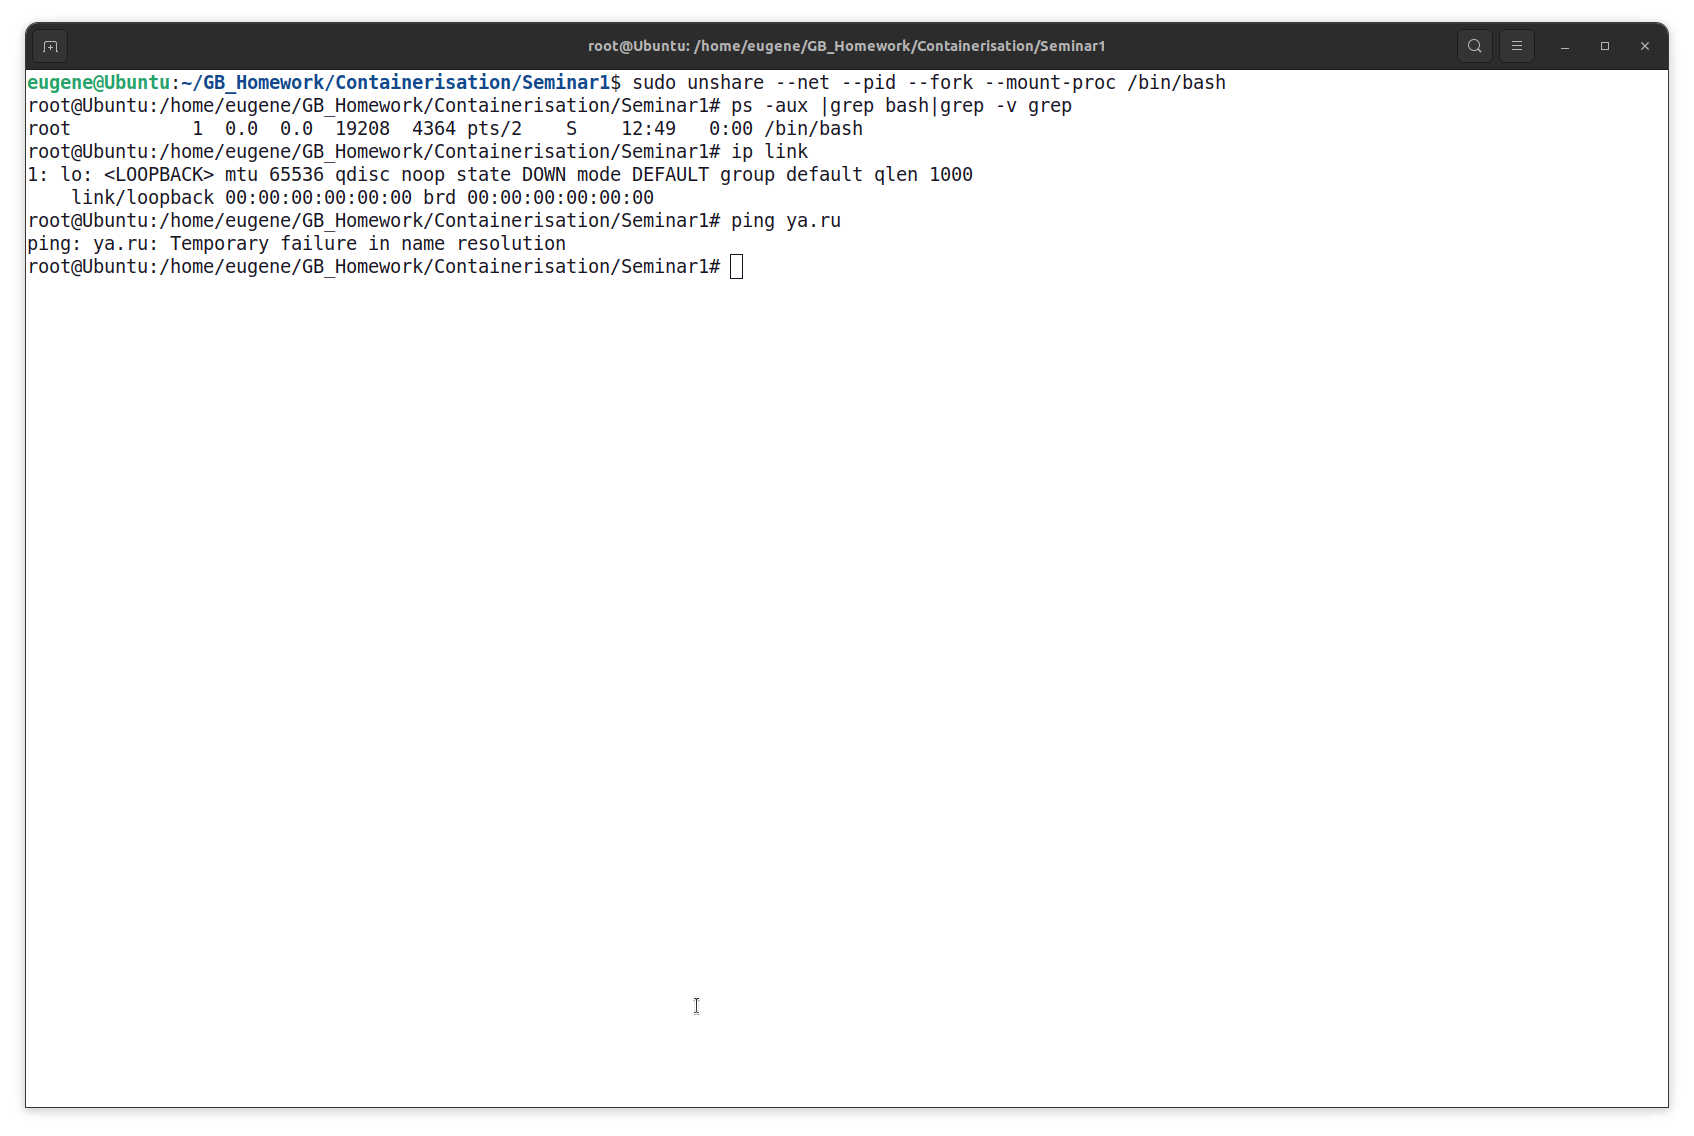 root@Ubuntu: /home/eugene/GB_Homework/Containerisation/Seminar1
eugene@Ubuntu:~/GB_Homework/Containerisation/Seminar1$ sudo unshare --net --pid --fork --mount-proc /bin/bash
root@Ubuntu:/home/eugene/GB_Homework/Containerisation/Seminar1# ps -aux |grep bash|grep -v grep
root           1  0.0  0.0  19208  4364 pts/2    S    12:49   0:00 /bin/bash
root@Ubuntu:/home/eugene/GB_Homework/Containerisation/Seminar1# ip link
1: lo: <LOOPBACK> mtu 65536 qdisc noop state DOWN mode DEFAULT group default qlen 1000
    link/loopback 00:00:00:00:00:00 brd 00:00:00:00:00:00
root@Ubuntu:/home/eugene/GB_Homework/Containerisation/Seminar1# ping ya.ru
ping: ya.ru: Temporary failure in name resolution
root@Ubuntu:/home/eugene/GB_Homework/Containerisation/Seminar1#